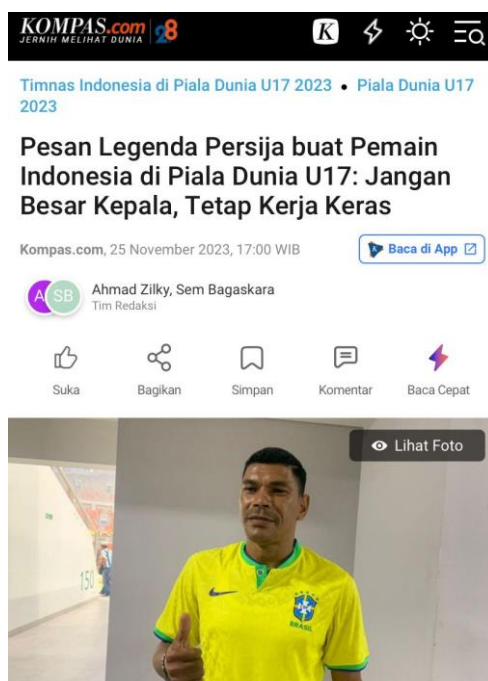 KOMPAS.com 28
JERNIH MELIHAT DUNIA
K
Timnas Indonesia di Piala Dunia U17 2023 • Piala Dunia U17
2023
Pesan Legenda Persija buat Pemain
Indonesia di Piala Dunia U17: Jangan
Besar Kepala, Tetap Kerja Keras
Kompas.com, 25 November 2023, 17:00 WIB
Baca di App
A SB
Ahmad Zilky, Sem Bagaskara
Tim Redaksi
Suka Bagikan Simpan Komentar Baca Cepat
Lihat Foto
150
BRASIL